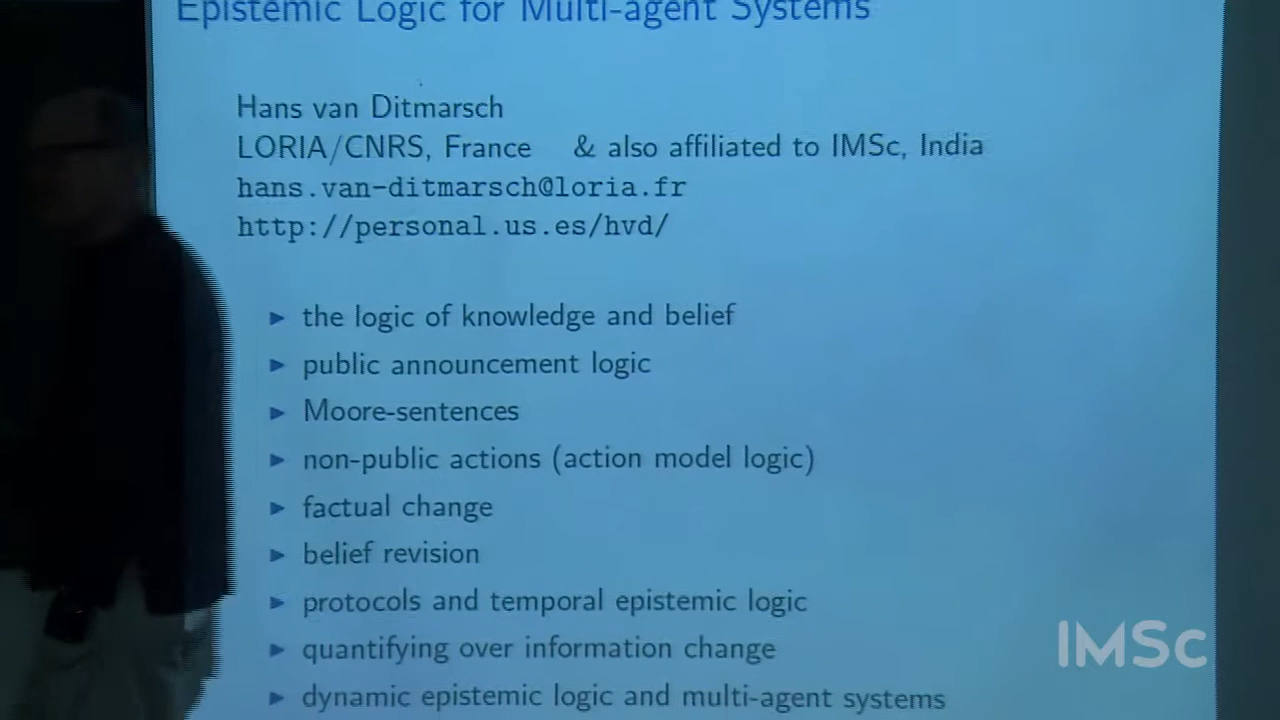 Epistemic Logic for Multi-agent Systems
Hans van Ditmarsch
LORIA/CNRS, France & also affiliated to IMSc, India
hans.van-ditmarsch@loria.fr
http://personal.us.es/hvd/
▶ the logic of knowledge and belief
▶ public announcement logic
▶ Moore-sentences
▶ non-public actions (action model logic)
▶ factual change
▶ belief revision
▶ protocols and temporal epistemic logic
▶ quantifying over information change
▶ dynamic epistemic logic and multi-agent systems
IMSc